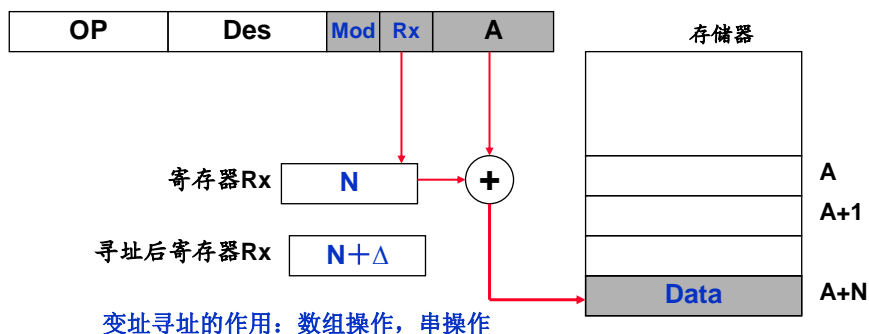 OP Des Mod Rx A
存储器
寄存器Rx N + A
A+1
寻址后寄存器Rx N＋Δ
Data A+N
变址寻址的作用：数组操作，串操作